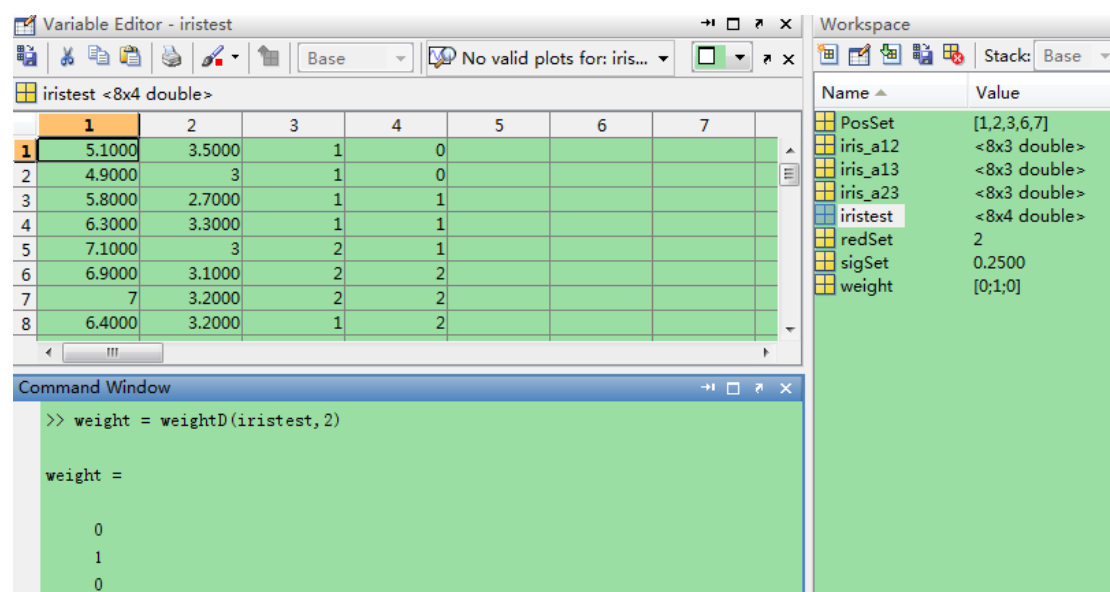 Variable Editor - iristest
Base
No valid plots for: iris...
iristest <8x4 double>
1 2 3 4 5 6 7
1 5.1000 3.5000 1 0
2 4.9000 3 1 0
3 5.8000 2.7000 1 1
4 6.3000 3.3000 1 1
5 7.1000 3 2 1
6 6.9000 3.1000 2 2
7 7 3.2000 2 2
8 6.4000 3.2000 1 2
Command Window
>> weight = weightD(iristest,2)
weight =
0
1
0
Workspace
Stack: Base
Name Value
PosSet [1,2,3,6,7]
iris_a12 <8x3 double>
iris_a13 <8x3 double>
iris_a23 <8x3 double>
iristest <8x4 double>
redSet 2
sigSet 0.2500
weight [0;1;0]